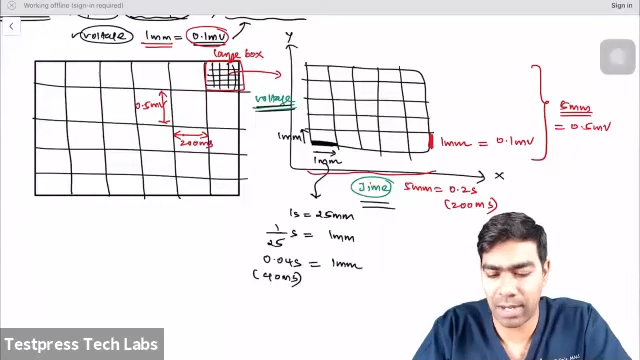 Working offline (sign-in required)
Sign in
voltage
1mm = 0.1mV
Large box
0.5mV
200ms
Y
voltage
1mm
1mm = 0.1mV
5mm
= 0.5mV
X
Time
5mm = 0.2s
(200ms)
1s = 25mm
1/25 s = 1mm
0.04s = 1mm
(40ms)
Testpress Tech Labs